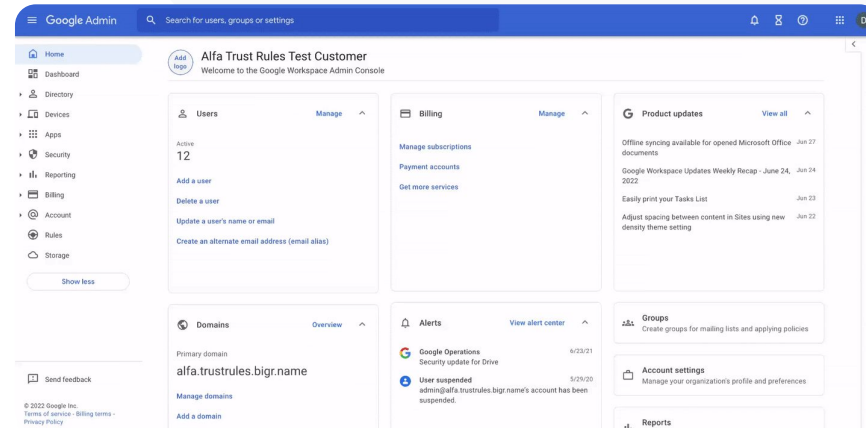 Google Admin
Search for users, groups or settings
D
Home
Dashboard
Directory
Devices
Apps
Security
Reporting
Billing
Account
Rules
Storage
Show less
Send feedback
© 2022 Google Inc.
Terms of service - Billing terms -
Privacy Policy
Add
logo
Alfa Trust Rules Test Customer
Welcome to the Google Workspace Admin Console
Users
Manage
Active
12
Add a user
Delete a user
Update a user's name or email
Create an alternate email address (email alias)
Billing
Manage
Manage subscriptions
Payment accounts
Get more services
G Product updates
View all
Offline syncing available for opened Microsoft Office Jun 27
documents
Google Workspace Updates Weekly Recap - June 24, Jun 24
2022
Easily print your Tasks List Jun 23
Adjust spacing between content in Sites using new Jun 22
density theme setting
Domains
Overview
Primary domain
alfa.trustrules.bigr.name
Manage domains
Add a domain
Alerts
View alert center
G Google Operations 6/23/21
Security update for Drive
User suspended 5/29/20
admin@alfa.trustrules.bigr.name's account has been
suspended.
Groups
Create groups for mailing lists and applying policies
Account settings
Manage your organization's profile and preferences
Reports